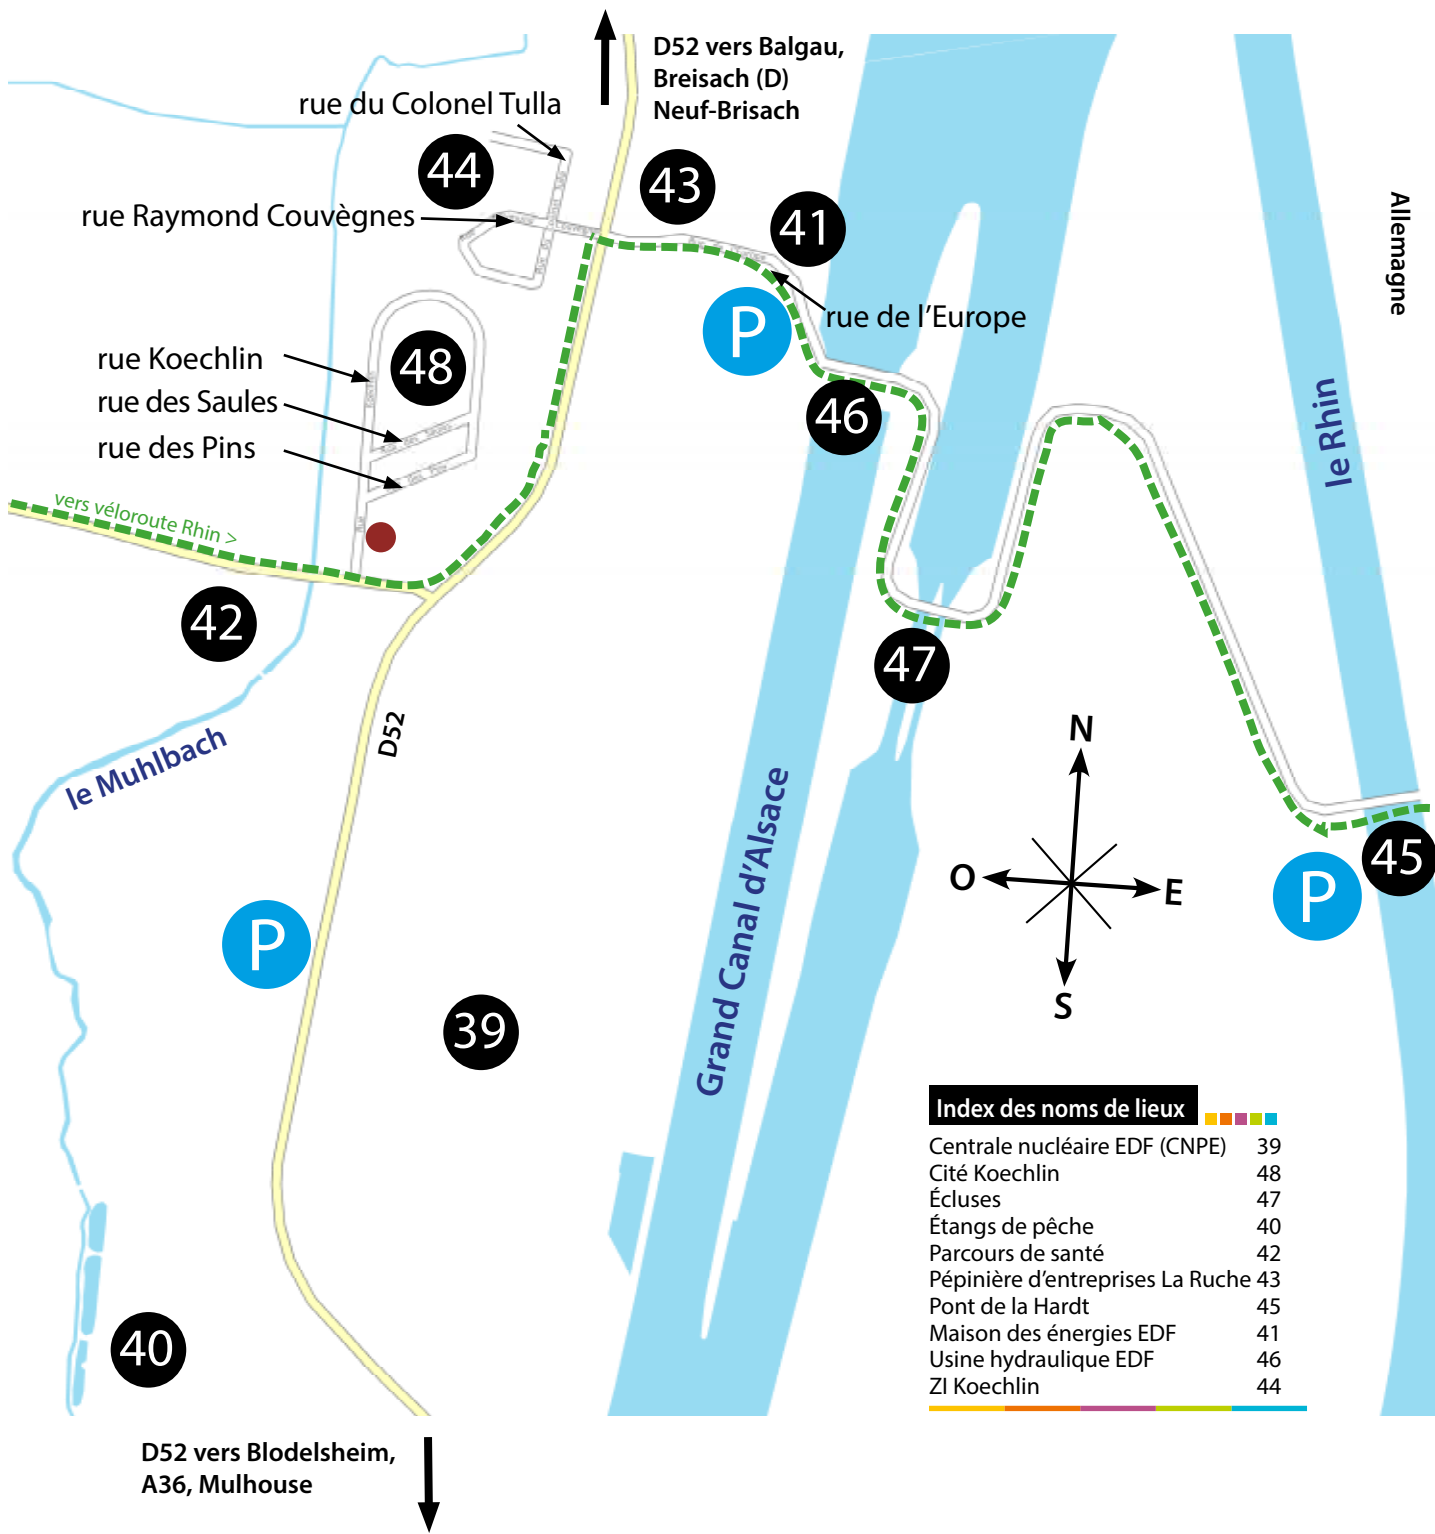 D52 vers Balgau,
Breisach (D)
Neuf-Brisach
rue du Colonel Tulla
44
43
rue Raymond Couvègnes
41
Allemagne
P
rue de l'Europe
rue Koechlin
48
rue des Saules
46
rue des Pins
le Rhin
vers véloroute Rhin >
42
47
D52
le Muhlbach
Grand Canal d'Alsace
N
O
E
S
45
P
P
39
Index des noms de lieux
Centrale nucléaire EDF (CNPE) 39
Cité Koechlin 48
Écluses 47
Étangs de pêche 40
Parcours de santé 42
Pépinière d'entreprises La Ruche 43
Pont de la Hardt 45
Maison des énergies EDF 41
Usine hydraulique EDF 46
ZI Koechlin 44
40
D52 vers Blodelsheim,
A36, Mulhouse